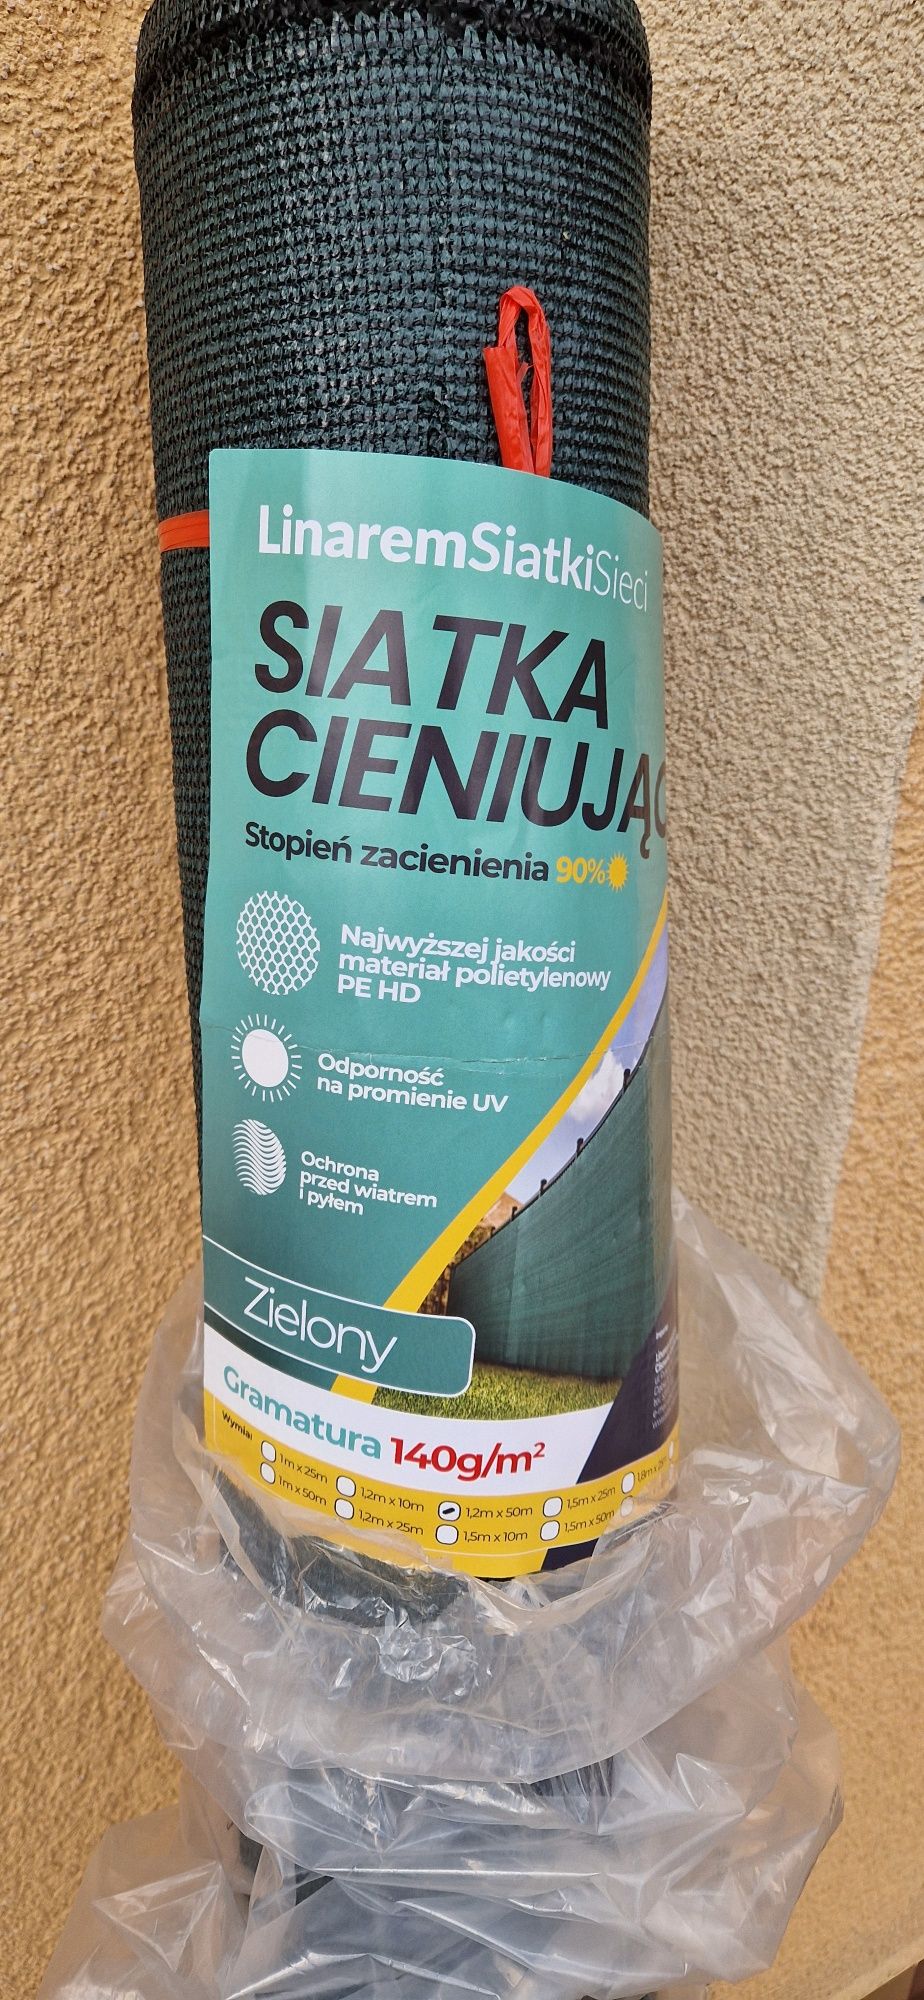 LinaremSiatkiSieci
SIATKA
CIENIUJĄC
Stopień zacienienia 90%
Najwyższej jakości
materiał polietylenowy
PE HD
Odporność
na promienie UV
Ochrona
przed wiatrem
i pyłem
Zielony
Gramatura 140g/m²
1m x 25m
1,2m x 10m
1,2m x 50m
1,5m x 25m
1m x 50m
1,2m x 25m
1,5m x 10m
1,5m x 50m